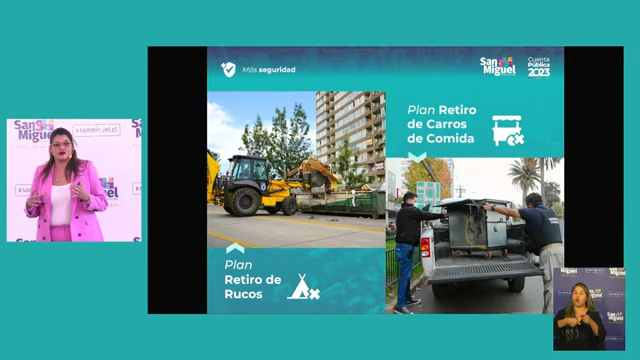 Más seguridad
San
Miguel
Cuenta
Pública
2023
Plan Retiro
de Carros
de Comida
San
Miguel
sanmiguel.cl
Plan
Retiro de
Rucos
San
Miguel